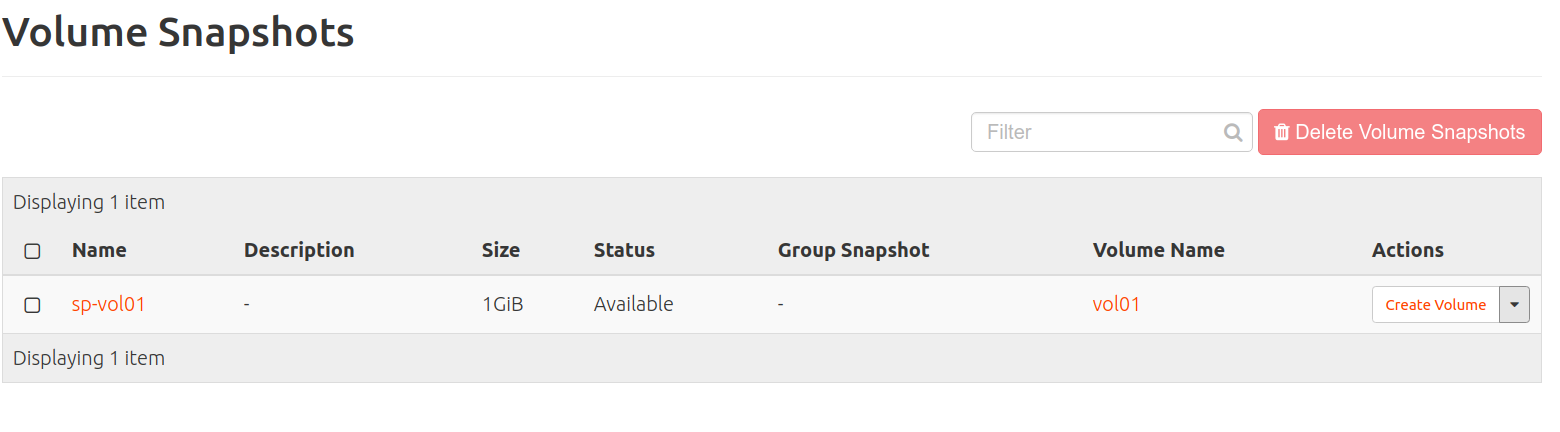 Volume Snapshots
Filter Delete Volume Snapshots
Displaying 1 item
Name Description Size Status Group Snapshot Volume Name Actions
sp-vol01 - 1GiB Available - vol01 Create Volume
Displaying 1 item